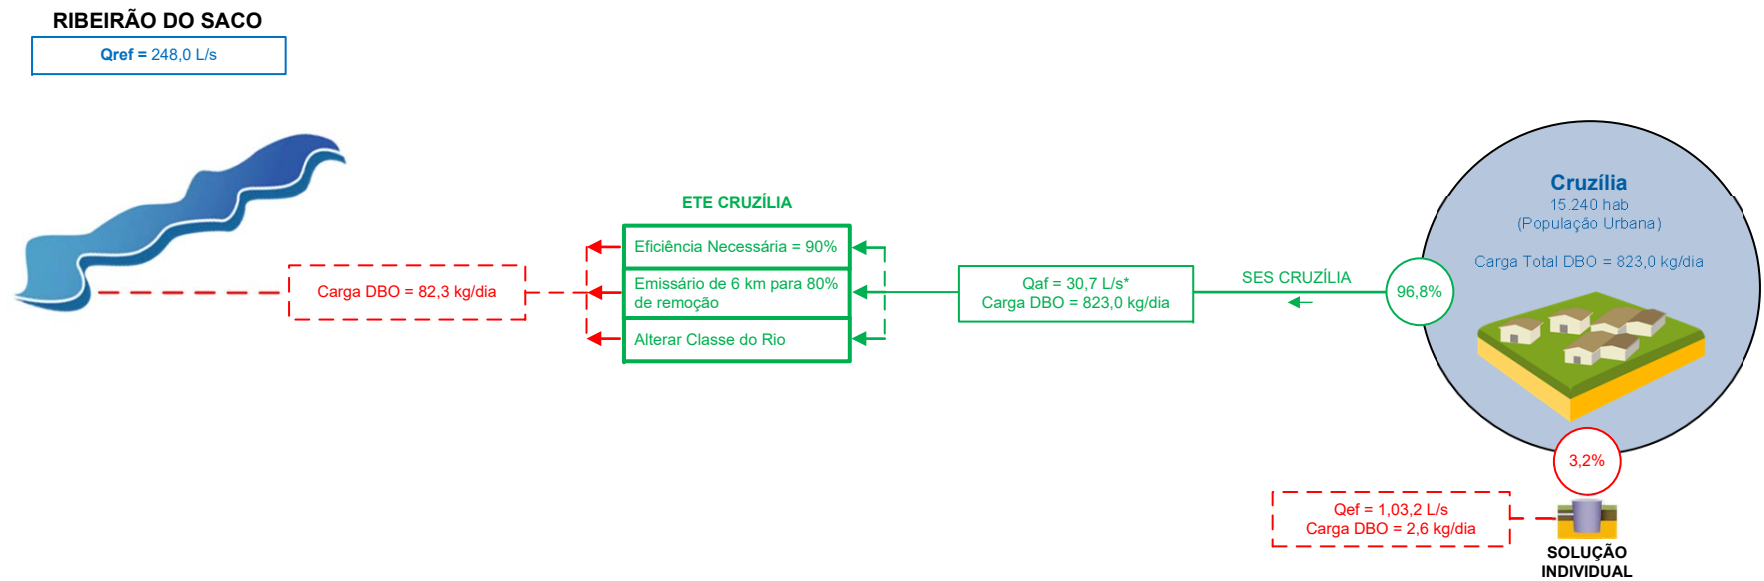 RIBEIRÃO DO SACO
Qref = 248,0 L/s
Carga DBO = 82,3 kg/dia
ETE CRUZÍLIA
Eficiência Necessária = 90%
Emissário de 6 km para 80%
de remoção
Alterar Classe do Rio
Qaf = 30,7 L/s*
Carga DBO = 823,0 kg/dia
SES CRUZÍLIA
96,8%
Cruzília
15.240 hab
(População Urbana)
Carga Total DBO = 823,0 kg/dia
3,2%
Qef = 1,03,2 L/s
Carga DBO = 2,6 kg/dia
SOLUÇÃO
INDIVIDUAL